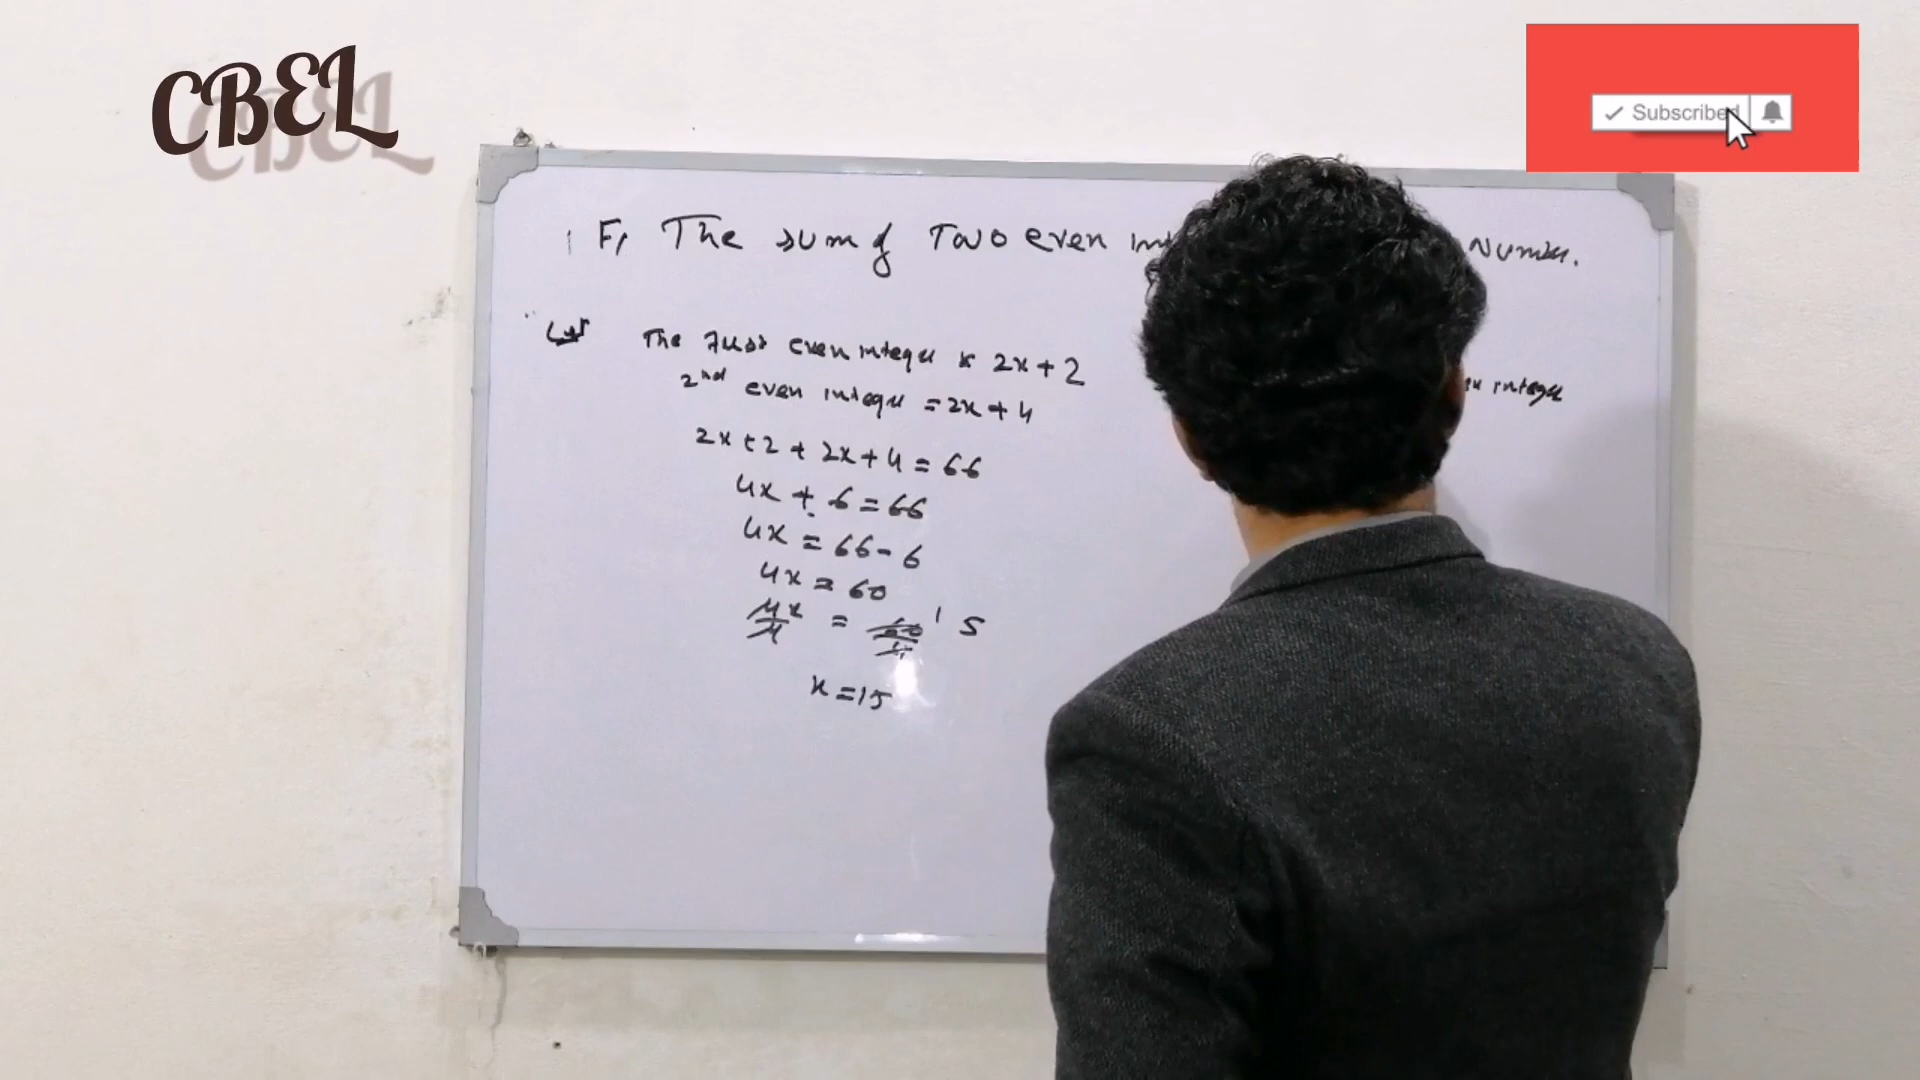 CBEL
Subscribed
If, The sum of Two even Number.
Let The first even integer is 2x+2
2nd even integer = 2x+4
integer
2x+2+2x+4=66
4x+6=66
4x=66-6
4x=60
4x/4 = 60/4 15
x=15